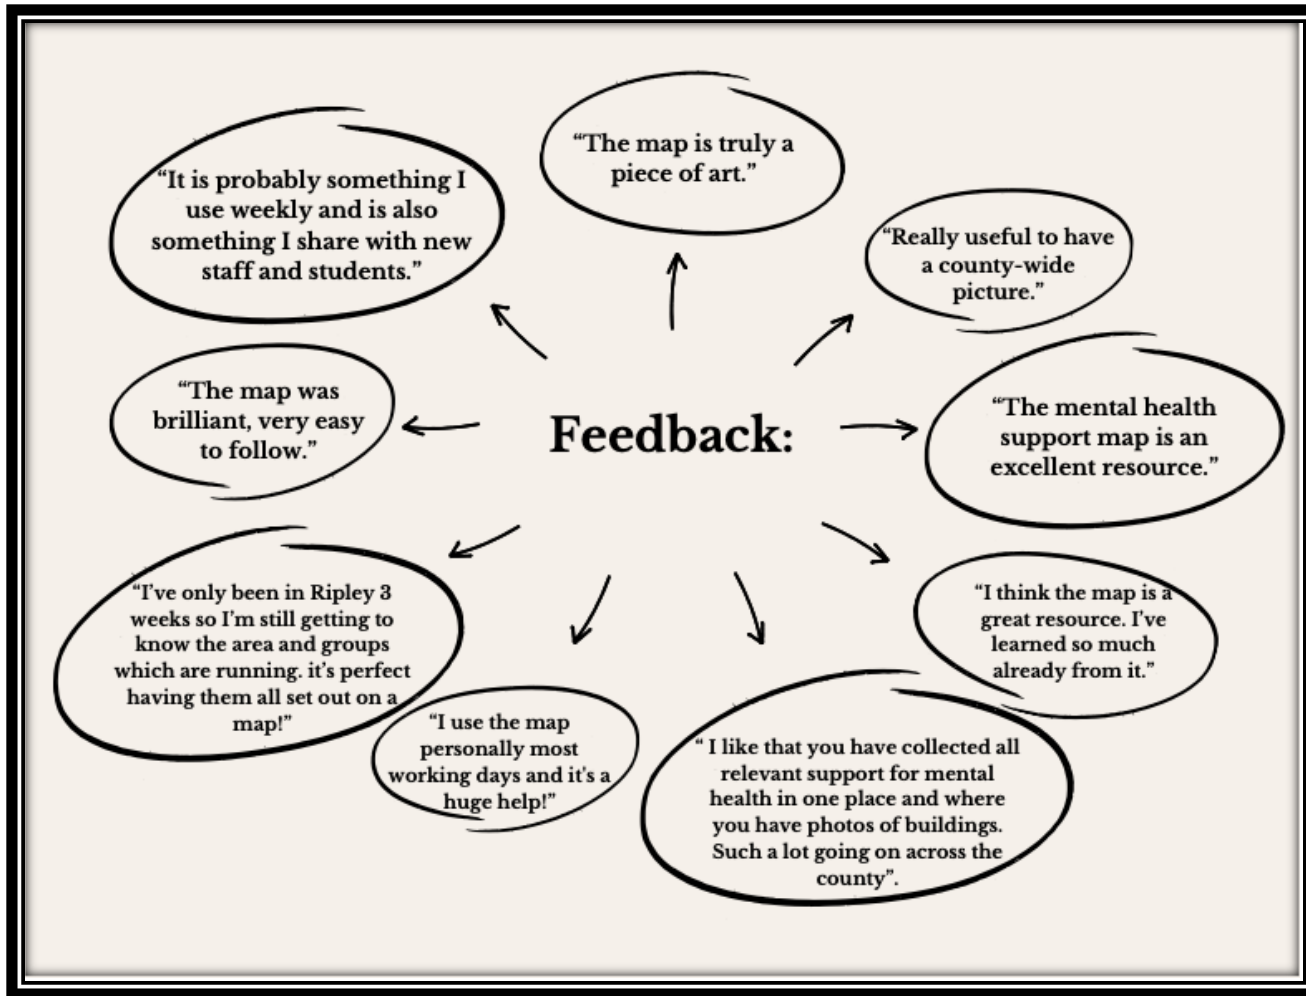 “The map is truly a
piece of art.”
“It is probably something I
use weekly and is also
something I share with new
staff and students.”
“Really useful to have
a county-wide
picture.”
“The map was
brilliant, very easy
to follow.”
Feedback:
“The mental health
support map is an
excellent resource.”
“I’ve only been in Ripley 3
weeks so I’m still getting to
know the area and groups
which are running. it’s perfect
having them all set out on a
map!”
“I think the map is a
great resource. I’ve
learned so much
already from it.”
“I use the map
personally most
working days and it’s a
huge help!”
“ I like that you have collected all
relevant support for mental
health in one place and where
you have photos of buildings.
Such a lot going on across the
county”.